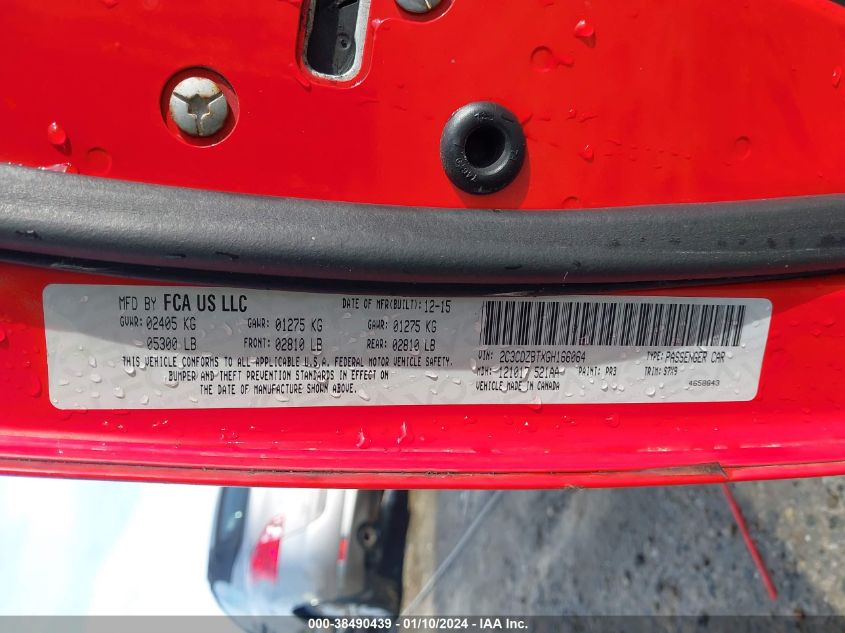 MFD BY FCA US LLC DATE OF MFR(BUILT): 12-15
GVWR: 02405 KG GAWR: 01275 KG GAWR: 01275 KG
05300 LB FRONT: 02810 LB REAR: 02810 LB
THIS VEHICLE CONFORMS TO ALL APPLICABLE U.S.A. FEDERAL MOTOR VEHICLE SAFETY,
BUMPER AND THEFT PREVENTION STANDARDS IN EFFECT ON
THE DATE OF MANUFACTURE SHOWN ABOVE.
VIN: 2C3CDZBTXGH166064 TYPE: PASSENGER CAR
MDH: 121017 521AA PAINT: PR3 TRIM: S7X9
VEHICLE MADE IN CANADA 4658643
000-38490439 - 01/10/2024 - IAAI Inc.